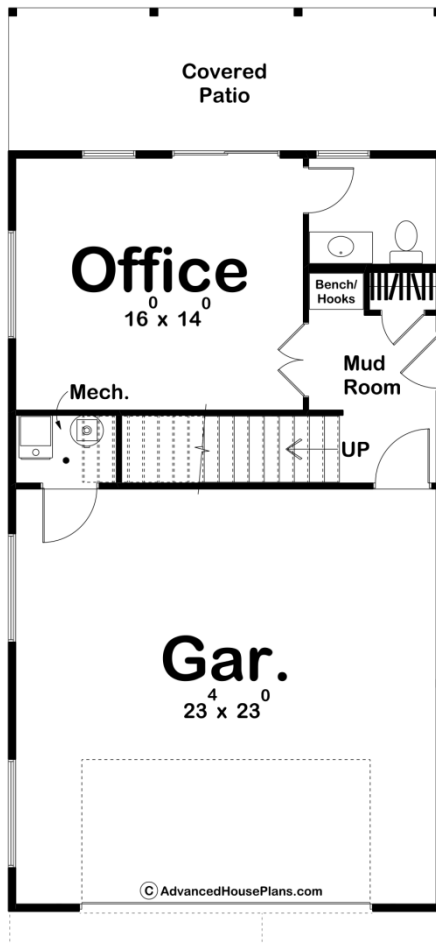 Covered
Patio
Office
16⁰ x 14⁰
Bench/
Hooks
Mud
Room
Mech.
UP
Gar.
23⁴ x 23⁰
© AdvancedHousePlans.com